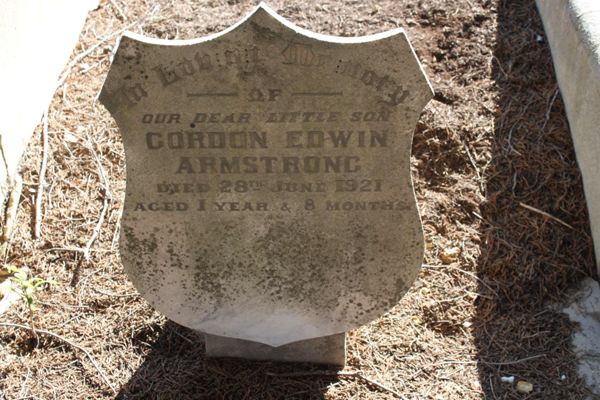 In Loving Memory
OF
OUR DEAR LITTLE SON
GORDON EDWIN
ARMSTRONG
DIED 28TH JUNE 1921
AGED 1 YEAR & 8 MONTHS.